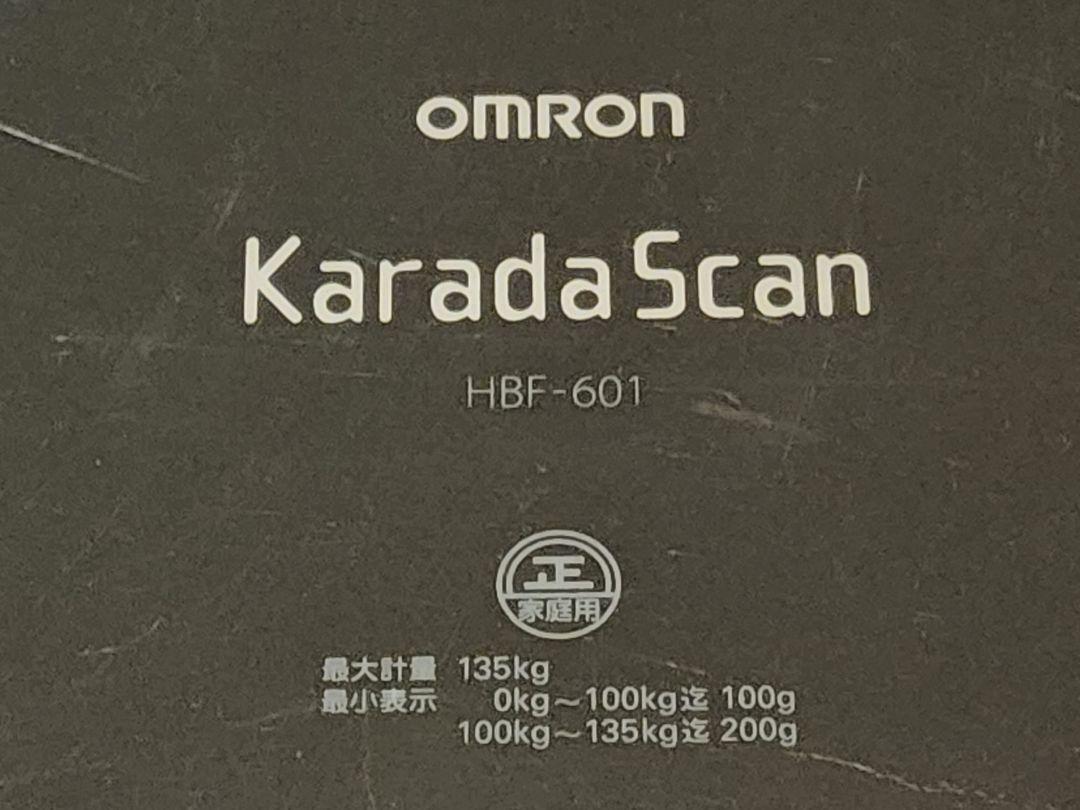 OMRON
KaradaScan
HBF-601
正
家庭用
最大計量 135kg
最小表示 0kg～100kg迄 100g
100kg～135kg迄 200g